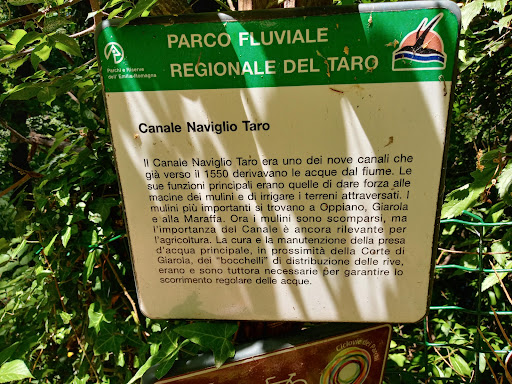 PARCO FLUVIALE
REGIONALE DEL TARO
Parchi e Riserve
dell'Emilia-Romagna
Canale Naviglio Taro
Il Canale Naviglio Taro era uno dei nove canali che
già verso il 1550 derivavano le acque dal fiume. Le
sue funzioni principali erano quelle di dare forza alle
macine dei mulini e di irrigare i terreni attraversati. I
mulini più importanti si trovano a Oppiano, Giarola
e alla Maraffa. Ora i mulini sono scomparsi, ma
l'importanza del Canale è ancora rilevante per
l'agricoltura. La cura e la manutenzione della presa
d'acqua principale, in prossimità della Corte di
Giarola, dei "bocchelli" di distribuzione delle rive,
erano e sono tuttora necessarie per garantire lo
scorrimento regolare delle acque.
Ciclovie dei Parchi